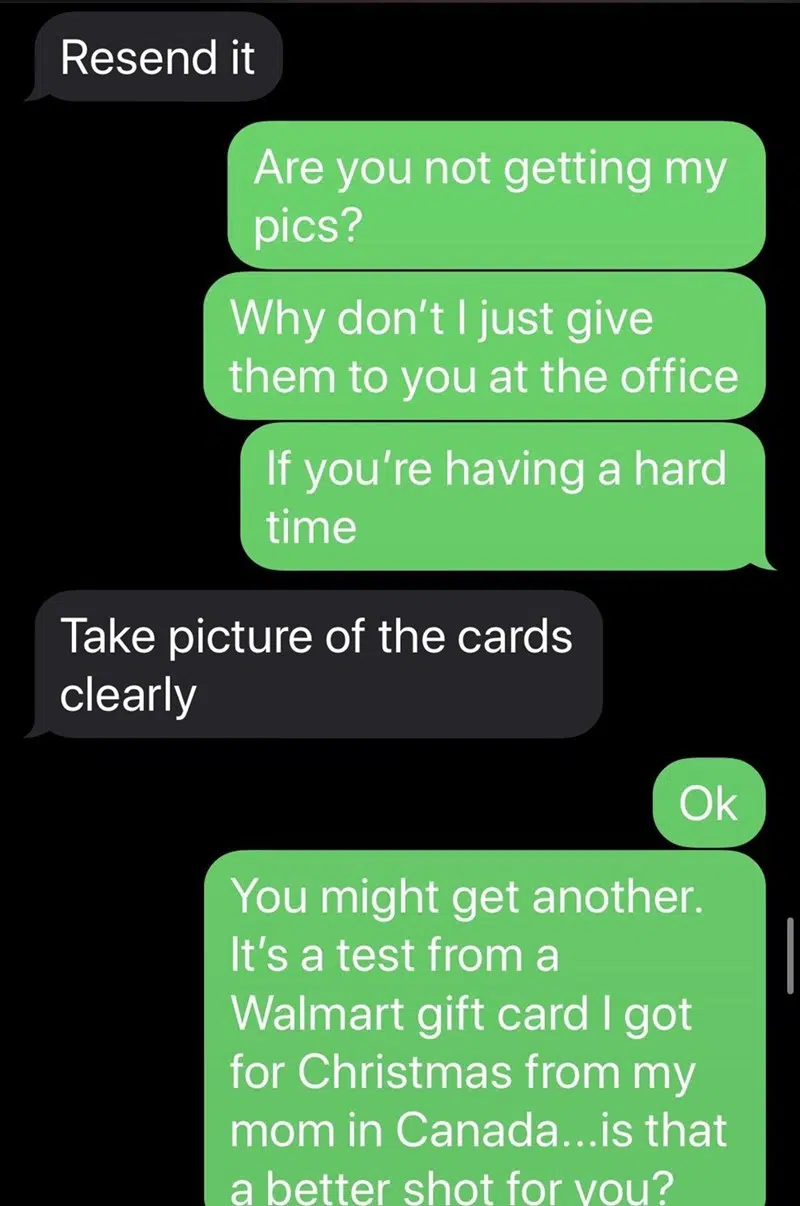 Resend it
Are you not getting my
pics?
Why don't I just give
them to you at the office
If you're having a hard
time
Take picture of the cards
clearly
Ok
You might get another.
It's a test from a
Walmart gift card I got
for Christmas from my
mom in Canada...is that
a better shot for you?